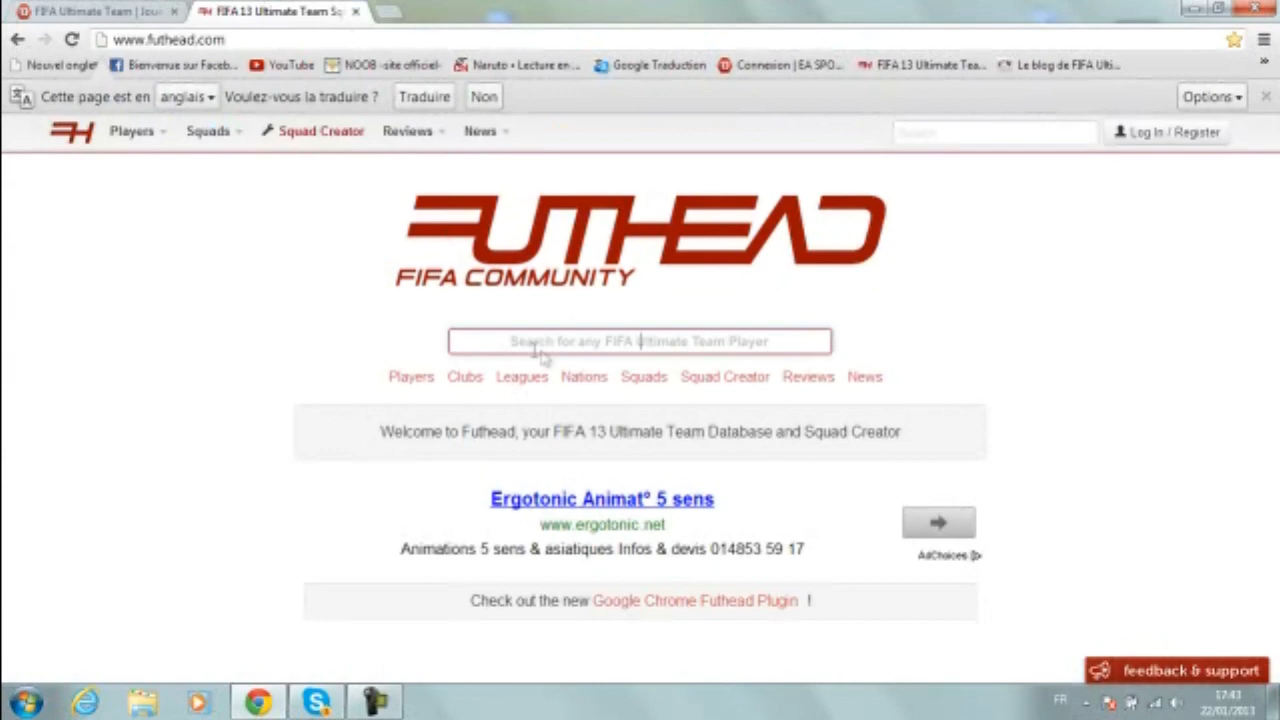 FIFA Ultimate Team | Jou
FIFA 13 Ultimate Team Sq
www.futhead.com
Nouvel onglet
Bienvenue sur Faceb...
YouTube
NOOB -site officiel-
Naruto • Lecture en ...
Google Traduction
Connexion | EA SPO...
FIFA 13 Ultimate Tea...
Le blog de FIFA Ulti...
»
Cette page est en anglais Voulez-vous la traduire ? Traduire Non Options
FH Players Squads Squad Creator Reviews News Search Log In / Register
FUTHEAD
FIFA COMMUNITY
Search for any FIFA Ultimate Team Player
Players Clubs Leagues Nations Squads Squad Creator Reviews News
Welcome to Futhead, your FIFA 13 Ultimate Team Database and Squad Creator
Ergotonic Animat° 5 sens
www.ergotonic.net
Animations 5 sens & asiatiques Infos & devis 014853 59 17
AdChoices
Check out the new Google Chrome Futhead Plugin !
feedback & support
FR
17:43
22/01/2013